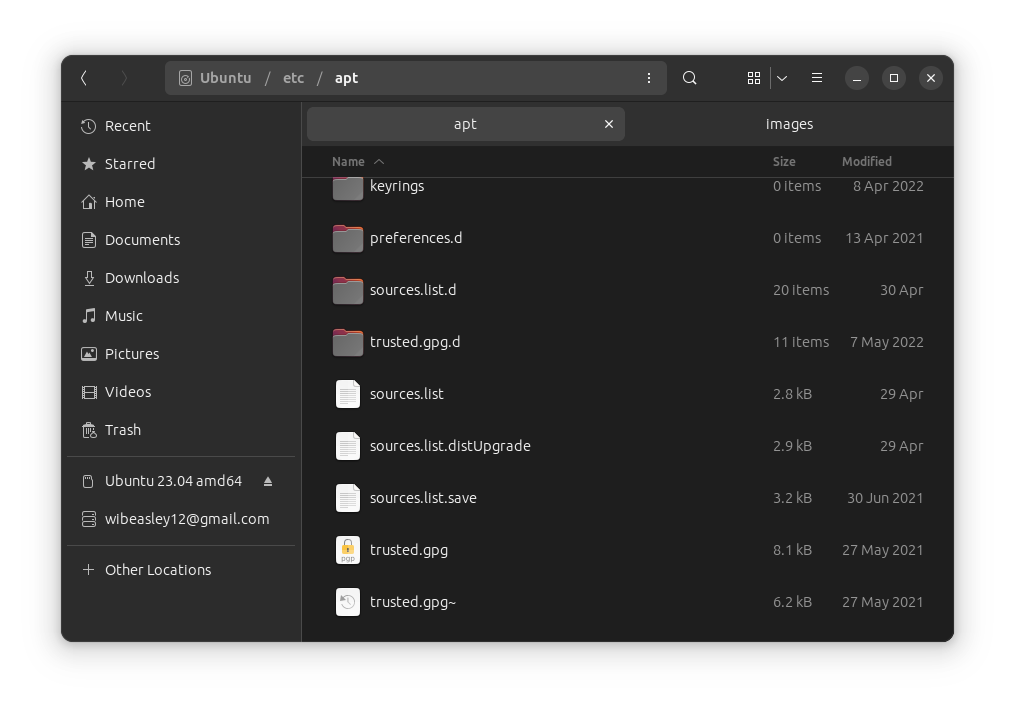 Ubuntu / etc / apt
Recent
Starred
Home
Documents
Downloads
Music
Pictures
Videos
Trash
Ubuntu 23.04 amd64
wibeasley12@gmail.com
Other Locations
apt images
Name Size Modified
keyrings 0 items 8 Apr 2022
preferences.d 0 items 13 Apr 2021
sources.list.d 20 items 30 Apr
trusted.gpg.d 11 items 7 May 2022
sources.list 2.8 kB 29 Apr
sources.list.distUpgrade 2.9 kB 29 Apr
sources.list.save 3.2 kB 30 Jun 2021
pgp trusted.gpg 8.1 kB 27 May 2021
trusted.gpg~ 6.2 kB 27 May 2021